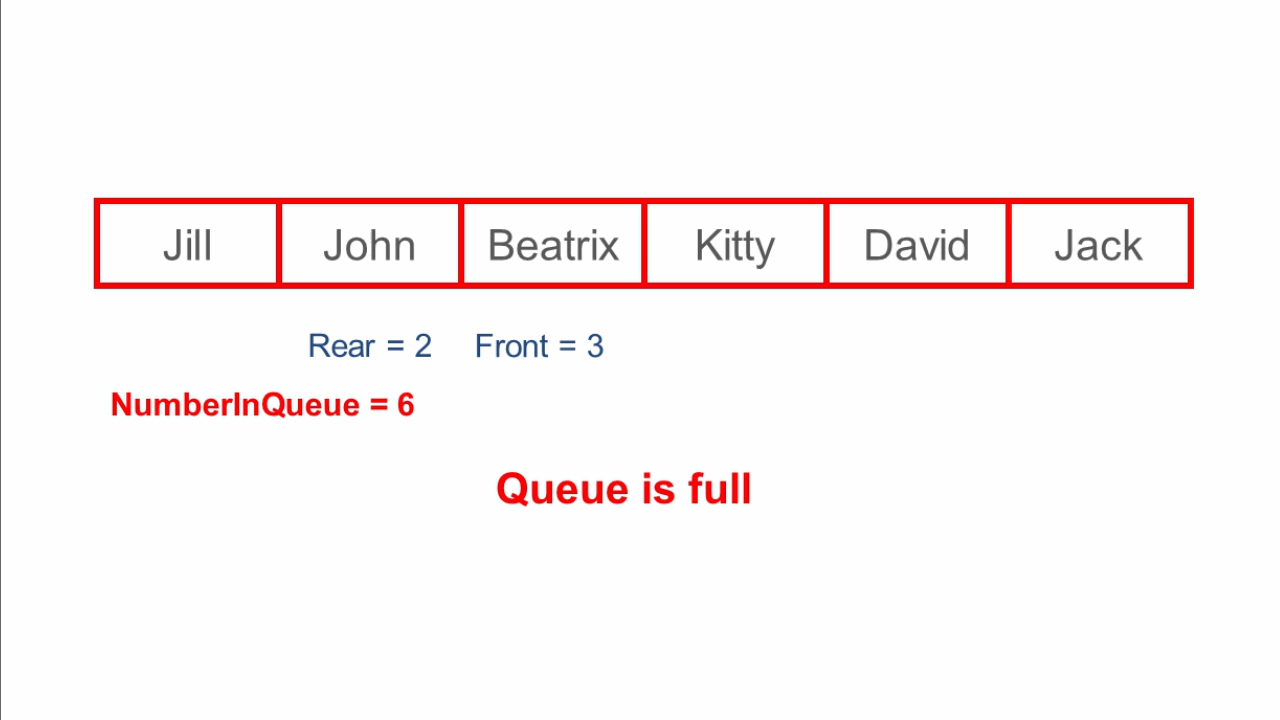 Jill John Beatrix Kitty David Jack
Rear = 2 Front = 3
NumberInQueue = 6
Queue is full